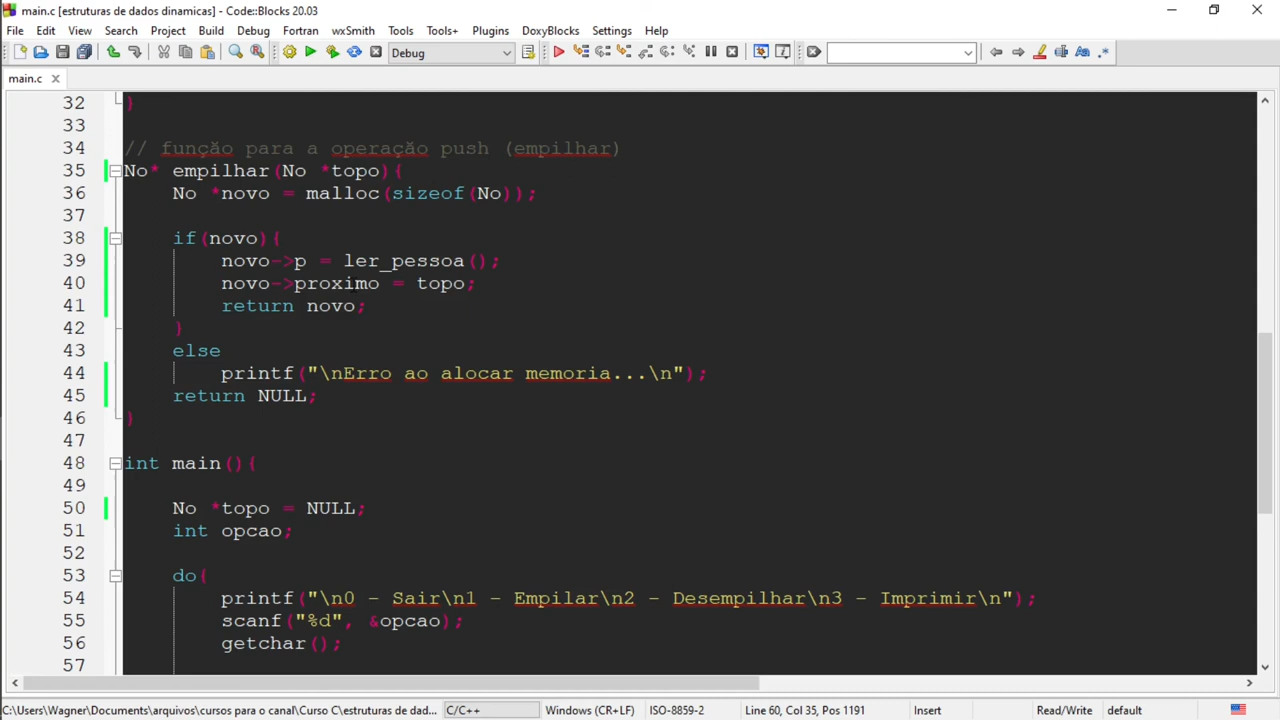 main.c [estruturas de dados dinamicas] - Code::Blocks 20.03
File Edit View Search Project Build Debug Fortran wxSmith Tools Tools+ Plugins DoxyBlocks Settings Help
Debug
main.c
32 }
33
34 // função para a operação push (empilhar)
35 No* empilhar(No *topo){
36 No *novo = malloc(sizeof(No));
37
38 if(novo){
39 novo->p = ler_pessoa();
40 novo->proximo = topo;
41 return novo;
42 }
43 else
44 printf("\nErro ao alocar memoria...\n");
45 return NULL;
46 }
47
48 int main(){
49
50 No *topo = NULL;
51 int opcao;
52
53 do{
54 printf("\n0 - Sair\n1 - Empilar\n2 - Desempilhar\n3 - Imprimir\n");
55 scanf("%d", &opcao);
56 getchar();
57
C:\Users\Wagner\Documents\arquivos\cursos para o canal\Curso C\estruturas de dad... C/C++ Windows (CR+LF) ISO-8859-2 Line 60, Col 35, Pos 1191 Insert Read/Write default